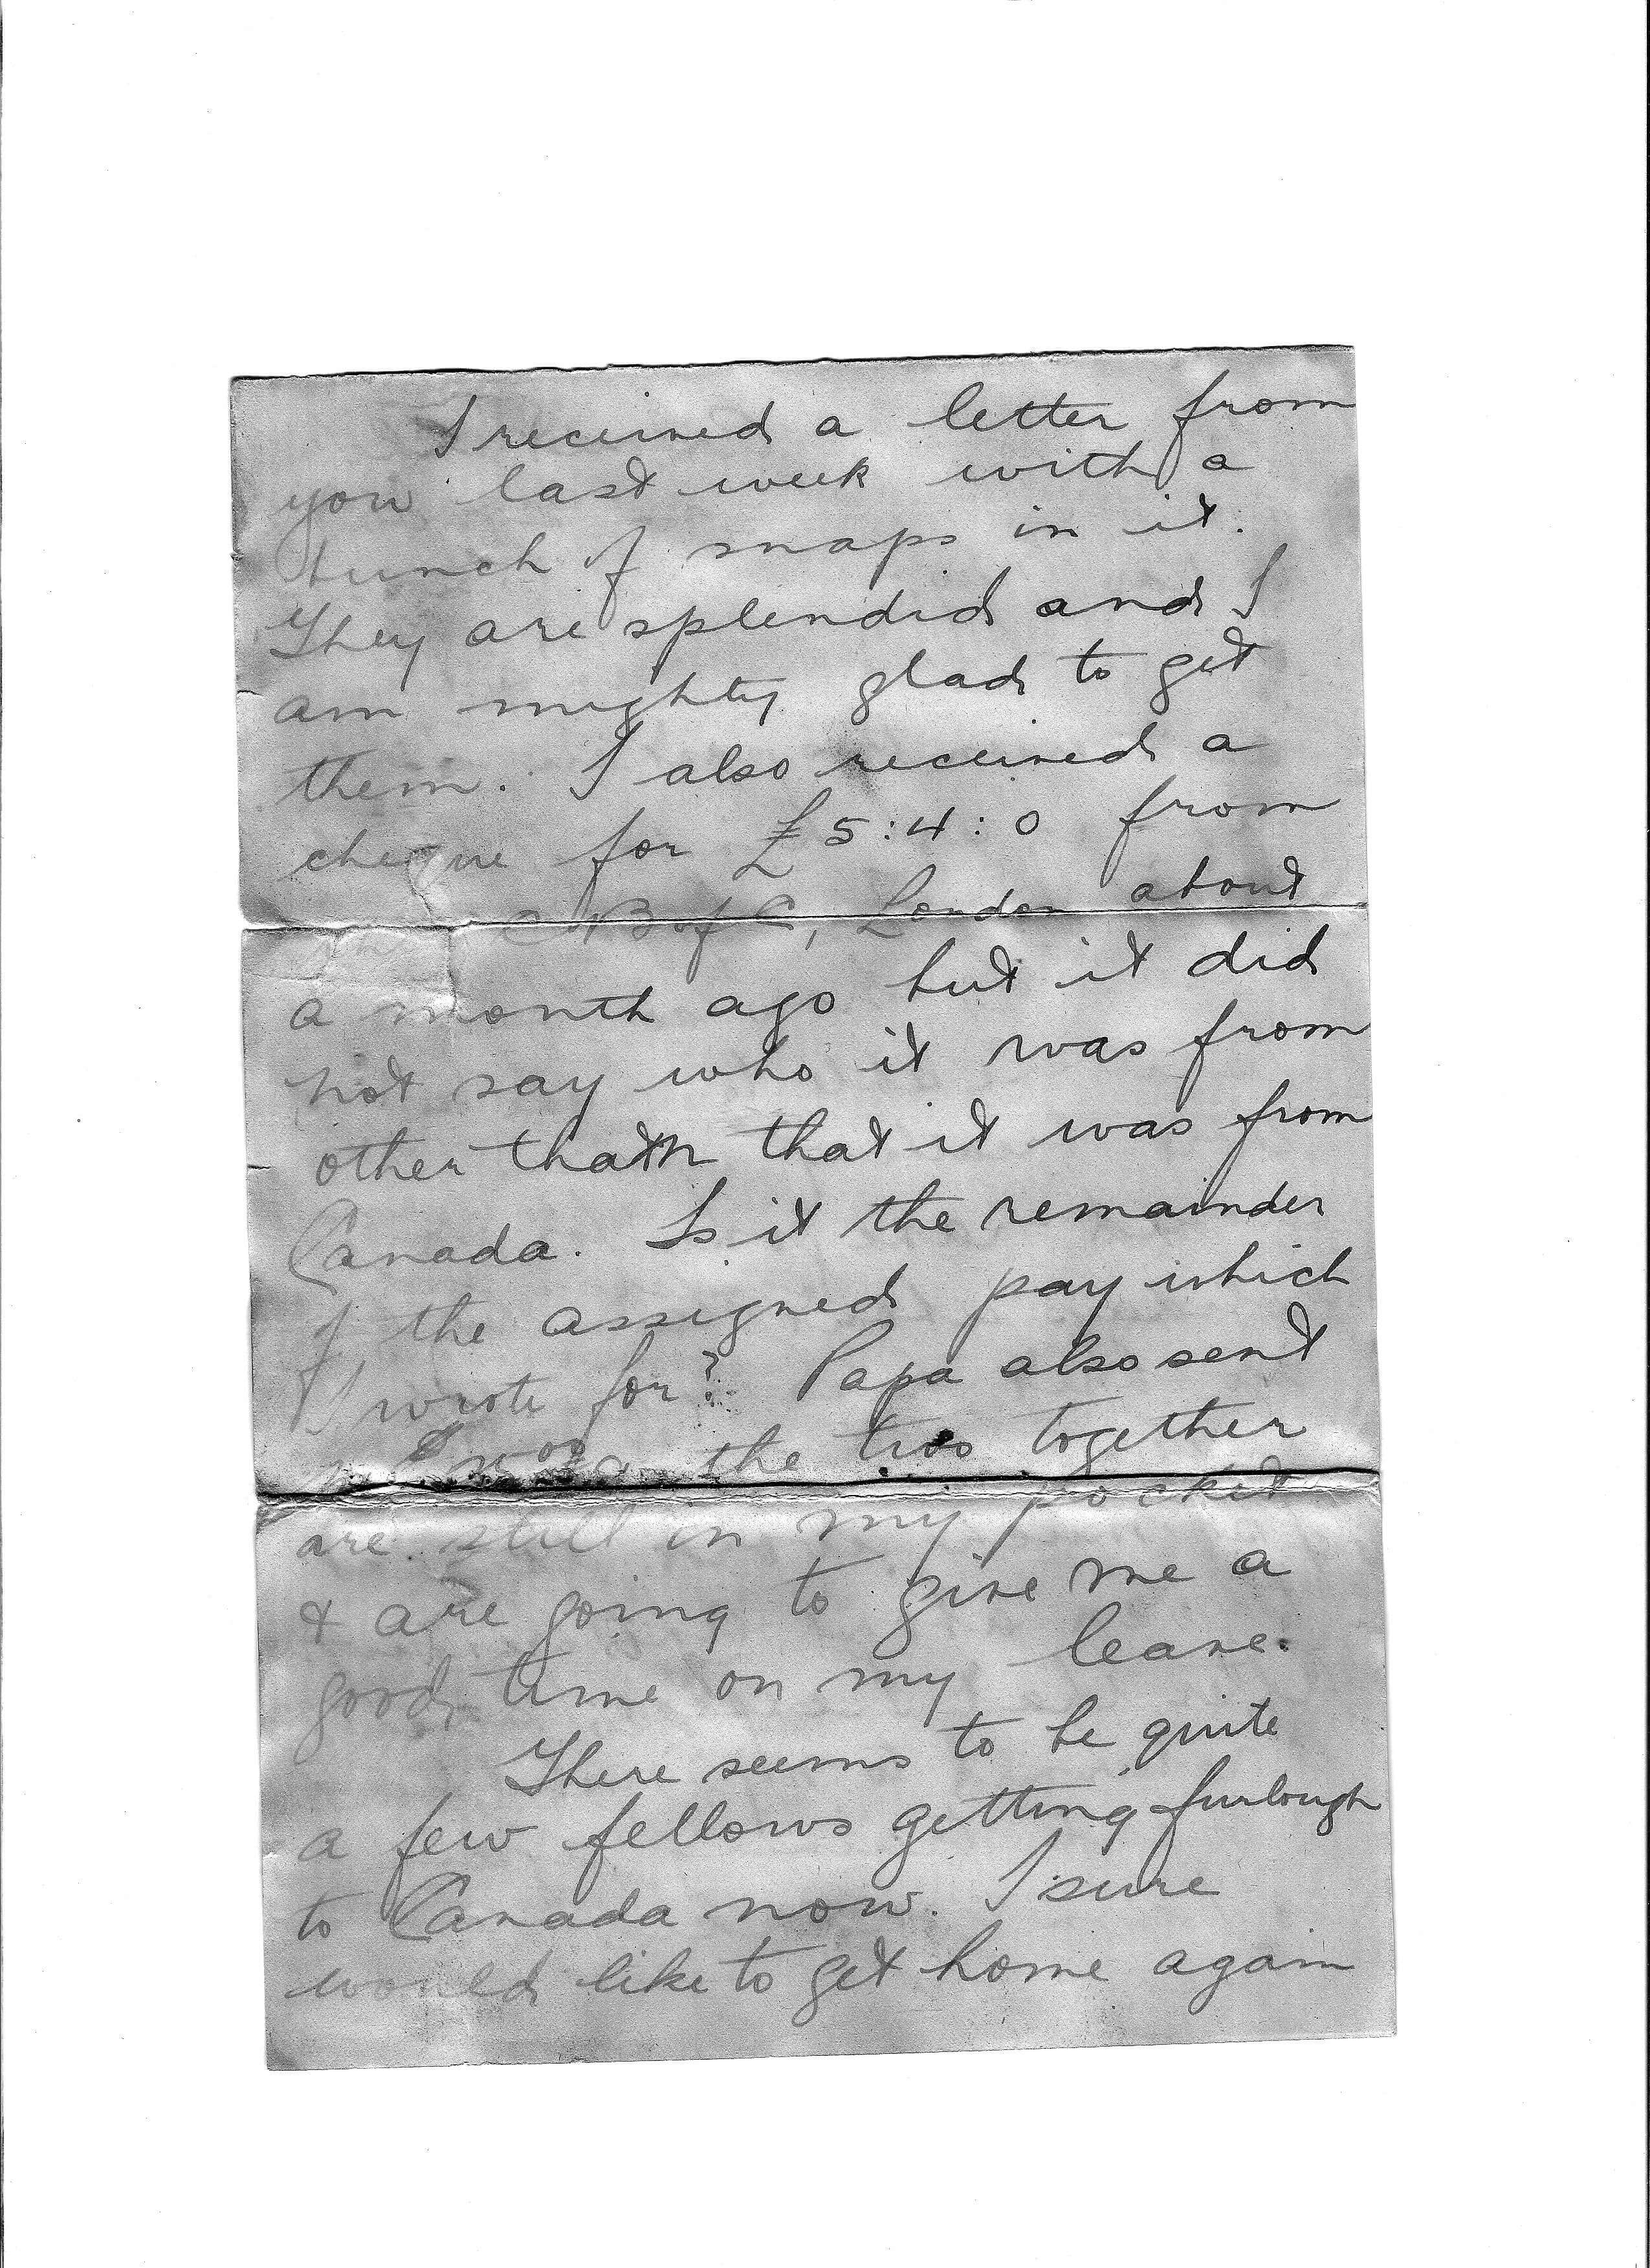 I received a letter from
you last week with a
bunch of snaps in it.
They are splendid and I
am mighty glad to get
them. I also received a
cheque for £5:4:0 from
the C B of C, London about
a month ago but it did
not say who it was from
other than that it was from
Canada. Is it the remainder
of the assigned pay which
I wrote for? Papa also sent
the two together
are still in my pocket
& are going to give me a
good time on my leave.
There seems to be quite
a few fellows getting furlough
to Canada now. I sure
would like to get home again